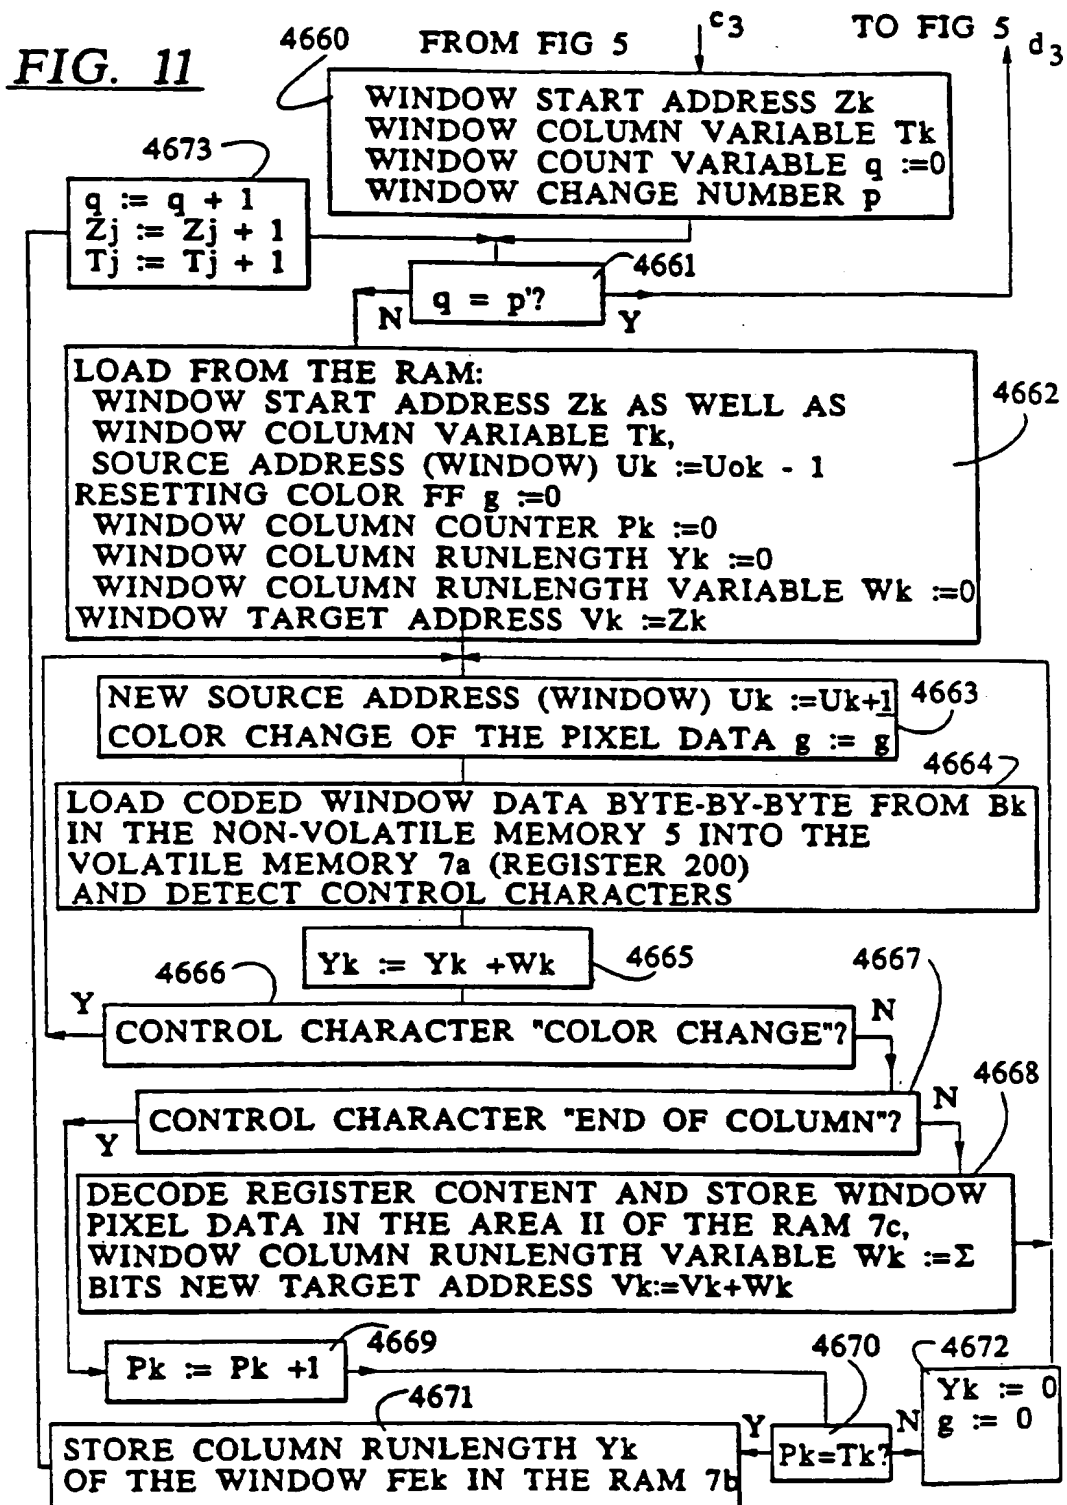 FIG. 11
4660
FROM FIG 5
c3
TO FIG 5
d3
WINDOW START ADDRESS Zk
WINDOW COLUMN VARIABLE Tk
WINDOW COUNT VARIABLE q :=0
WINDOW CHANGE NUMBER p
4673
q := q + 1
Zj := Zj + 1
Tj := Tj + 1
4661
q = p'?
N
Y
LOAD FROM THE RAM:
WINDOW START ADDRESS Zk AS WELL AS
WINDOW COLUMN VARIABLE Tk,
SOURCE ADDRESS (WINDOW) Uk :=Uok - 1
RESETTING COLOR FF g :=0
WINDOW COLUMN COUNTER Pk :=0
WINDOW COLUMN RUNLENGTH Yk :=0
WINDOW COLUMN RUNLENGTH VARIABLE Wk :=0
WINDOW TARGET ADDRESS Vk :=Zk
4662
NEW SOURCE ADDRESS (WINDOW) Uk :=Uk+1
COLOR CHANGE OF THE PIXEL DATA g := g̅
4663
4664
LOAD CODED WINDOW DATA BYTE-BY-BYTE FROM Bk
IN THE NON-VOLATILE MEMORY 5 INTO THE
VOLATILE MEMORY 7a (REGISTER 200)
AND DETECT CONTROL CHARACTERS
Yk := Yk +Wk
4665
4666
4667
Y
CONTROL CHARACTER "COLOR CHANGE"?
N
4668
CONTROL CHARACTER "END OF COLUMN"?
N
Y
DECODE REGISTER CONTENT AND STORE WINDOW
PIXEL DATA IN THE AREA II OF THE RAM 7c,
WINDOW COLUMN RUNLENGTH VARIABLE Wk :=Σ
BITS NEW TARGET ADDRESS Vk:=Vk+Wk
4669
Pk := Pk +1
4670
4672
Yk := 0
g := 0
4671
STORE COLUMN RUNLENGTH Yk
OF THE WINDOW FEk IN THE RAM 7b
Y
Pk=Tk?
N